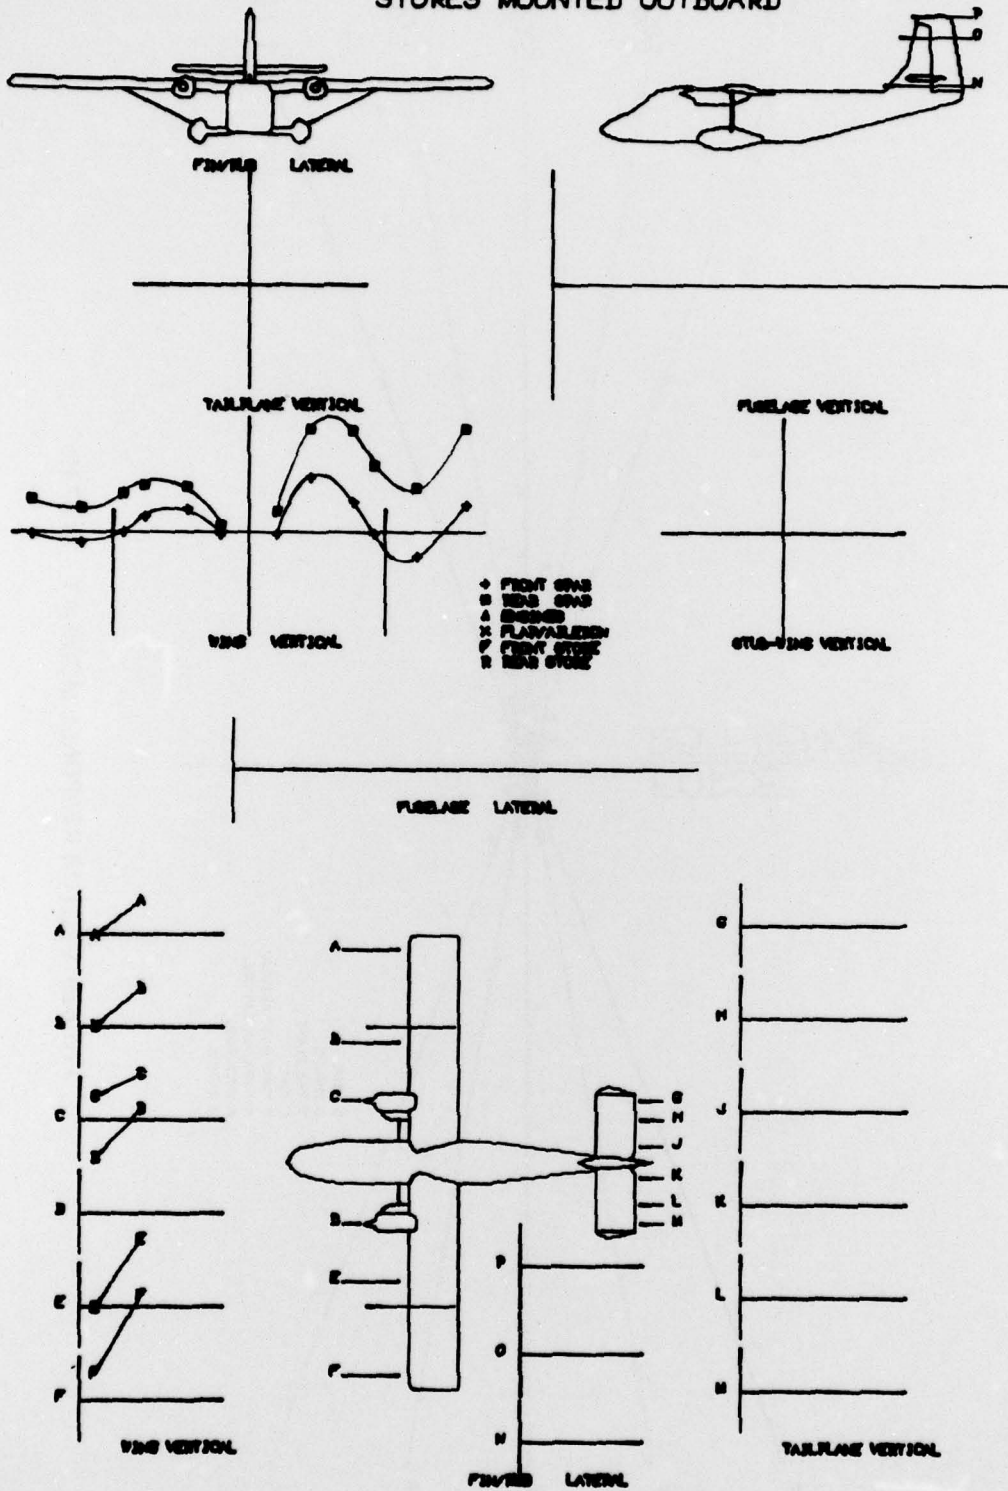 STORES MOUNTED OUTBOARD
P
O
N
FIN/RUD LATERAL
TAILPLANE VERTICAL
FUSELAGE VERTICAL
+ FRONT SPAR
REAR SPAR
X FLAP/AILERON
F FRONT STORE
R REAR STORE
WING VERTICAL
STUB-WING VERTICAL
FUSELAGE LATERAL
A
B
C
D
E
F
WING VERTICAL
A
B
C
D
E
F
G
H
J
K
L
M
P
O
N
FIN/RUD LATERAL
G
H
J
K
L
M
TAILPLANE VERTICAL